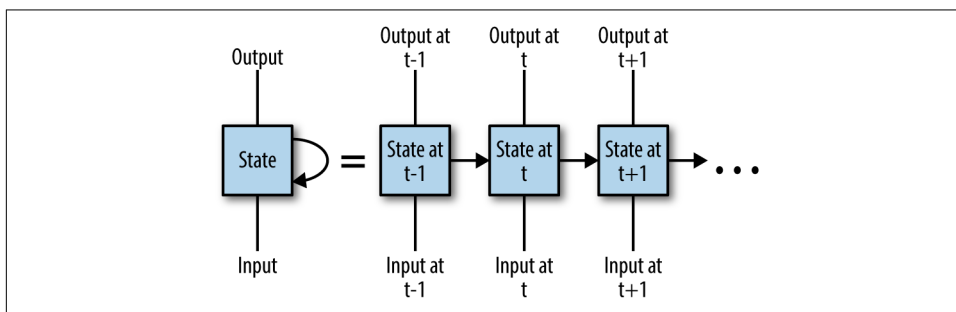 Output
State
Input
=
Output at
t-1
Output at
t
Output at
t+1
State at
t-1
State at
t
State at
t+1
...
Input at
t-1
Input at
t
Input at
t+1